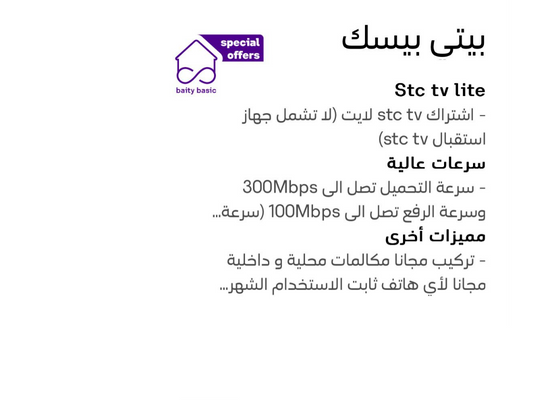 بيتي بيسك
special
offers
baity basic
Stc tv lite
- اشتراك stc tv لايت (لا تشمل جهاز
استقبال stc tv)
سرعات عالية
- سرعة التحميل تصل الى 300Mbps
وسرعة الرفع تصل الى 100Mbps (سرعة...
مميزات أخرى
- تركيب مجانا مكالمات محلية و داخلية
مجانا لأي هاتف ثابت الاستخدام الشهر...